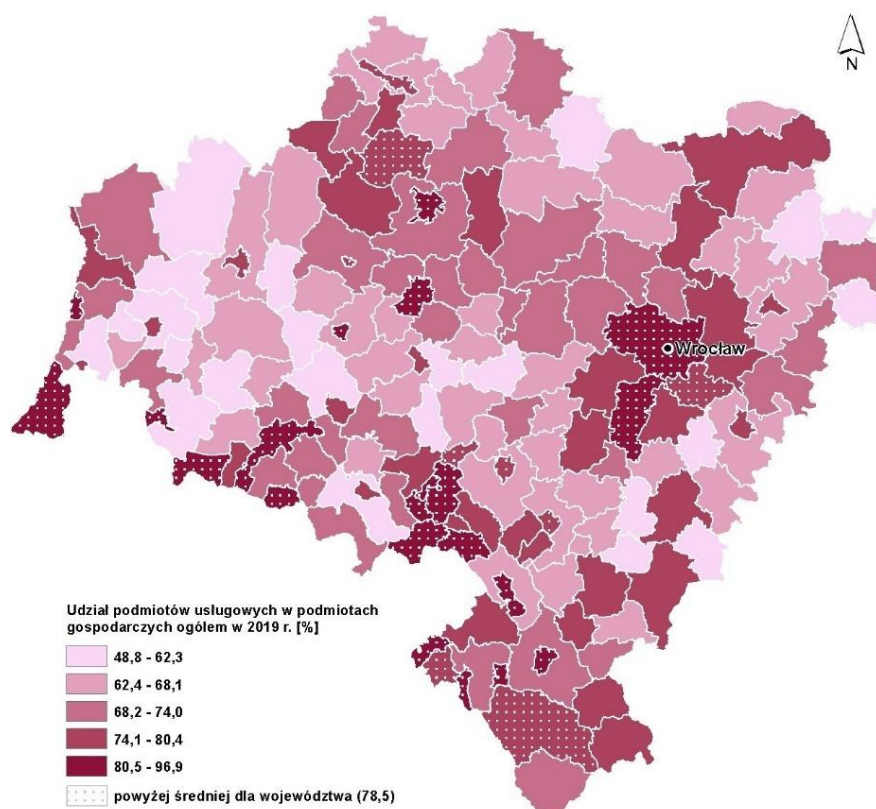 N
Wrocław
Udział podmiotów usługowych w podmiotach
gospodarczych ogółem w 2019 r. [%]
48,8 - 62,3
62,4 - 68,1
68,2 - 74,0
74,1 - 80,4
80,5 - 96,9
powyżej średniej dla województwa (78,5)